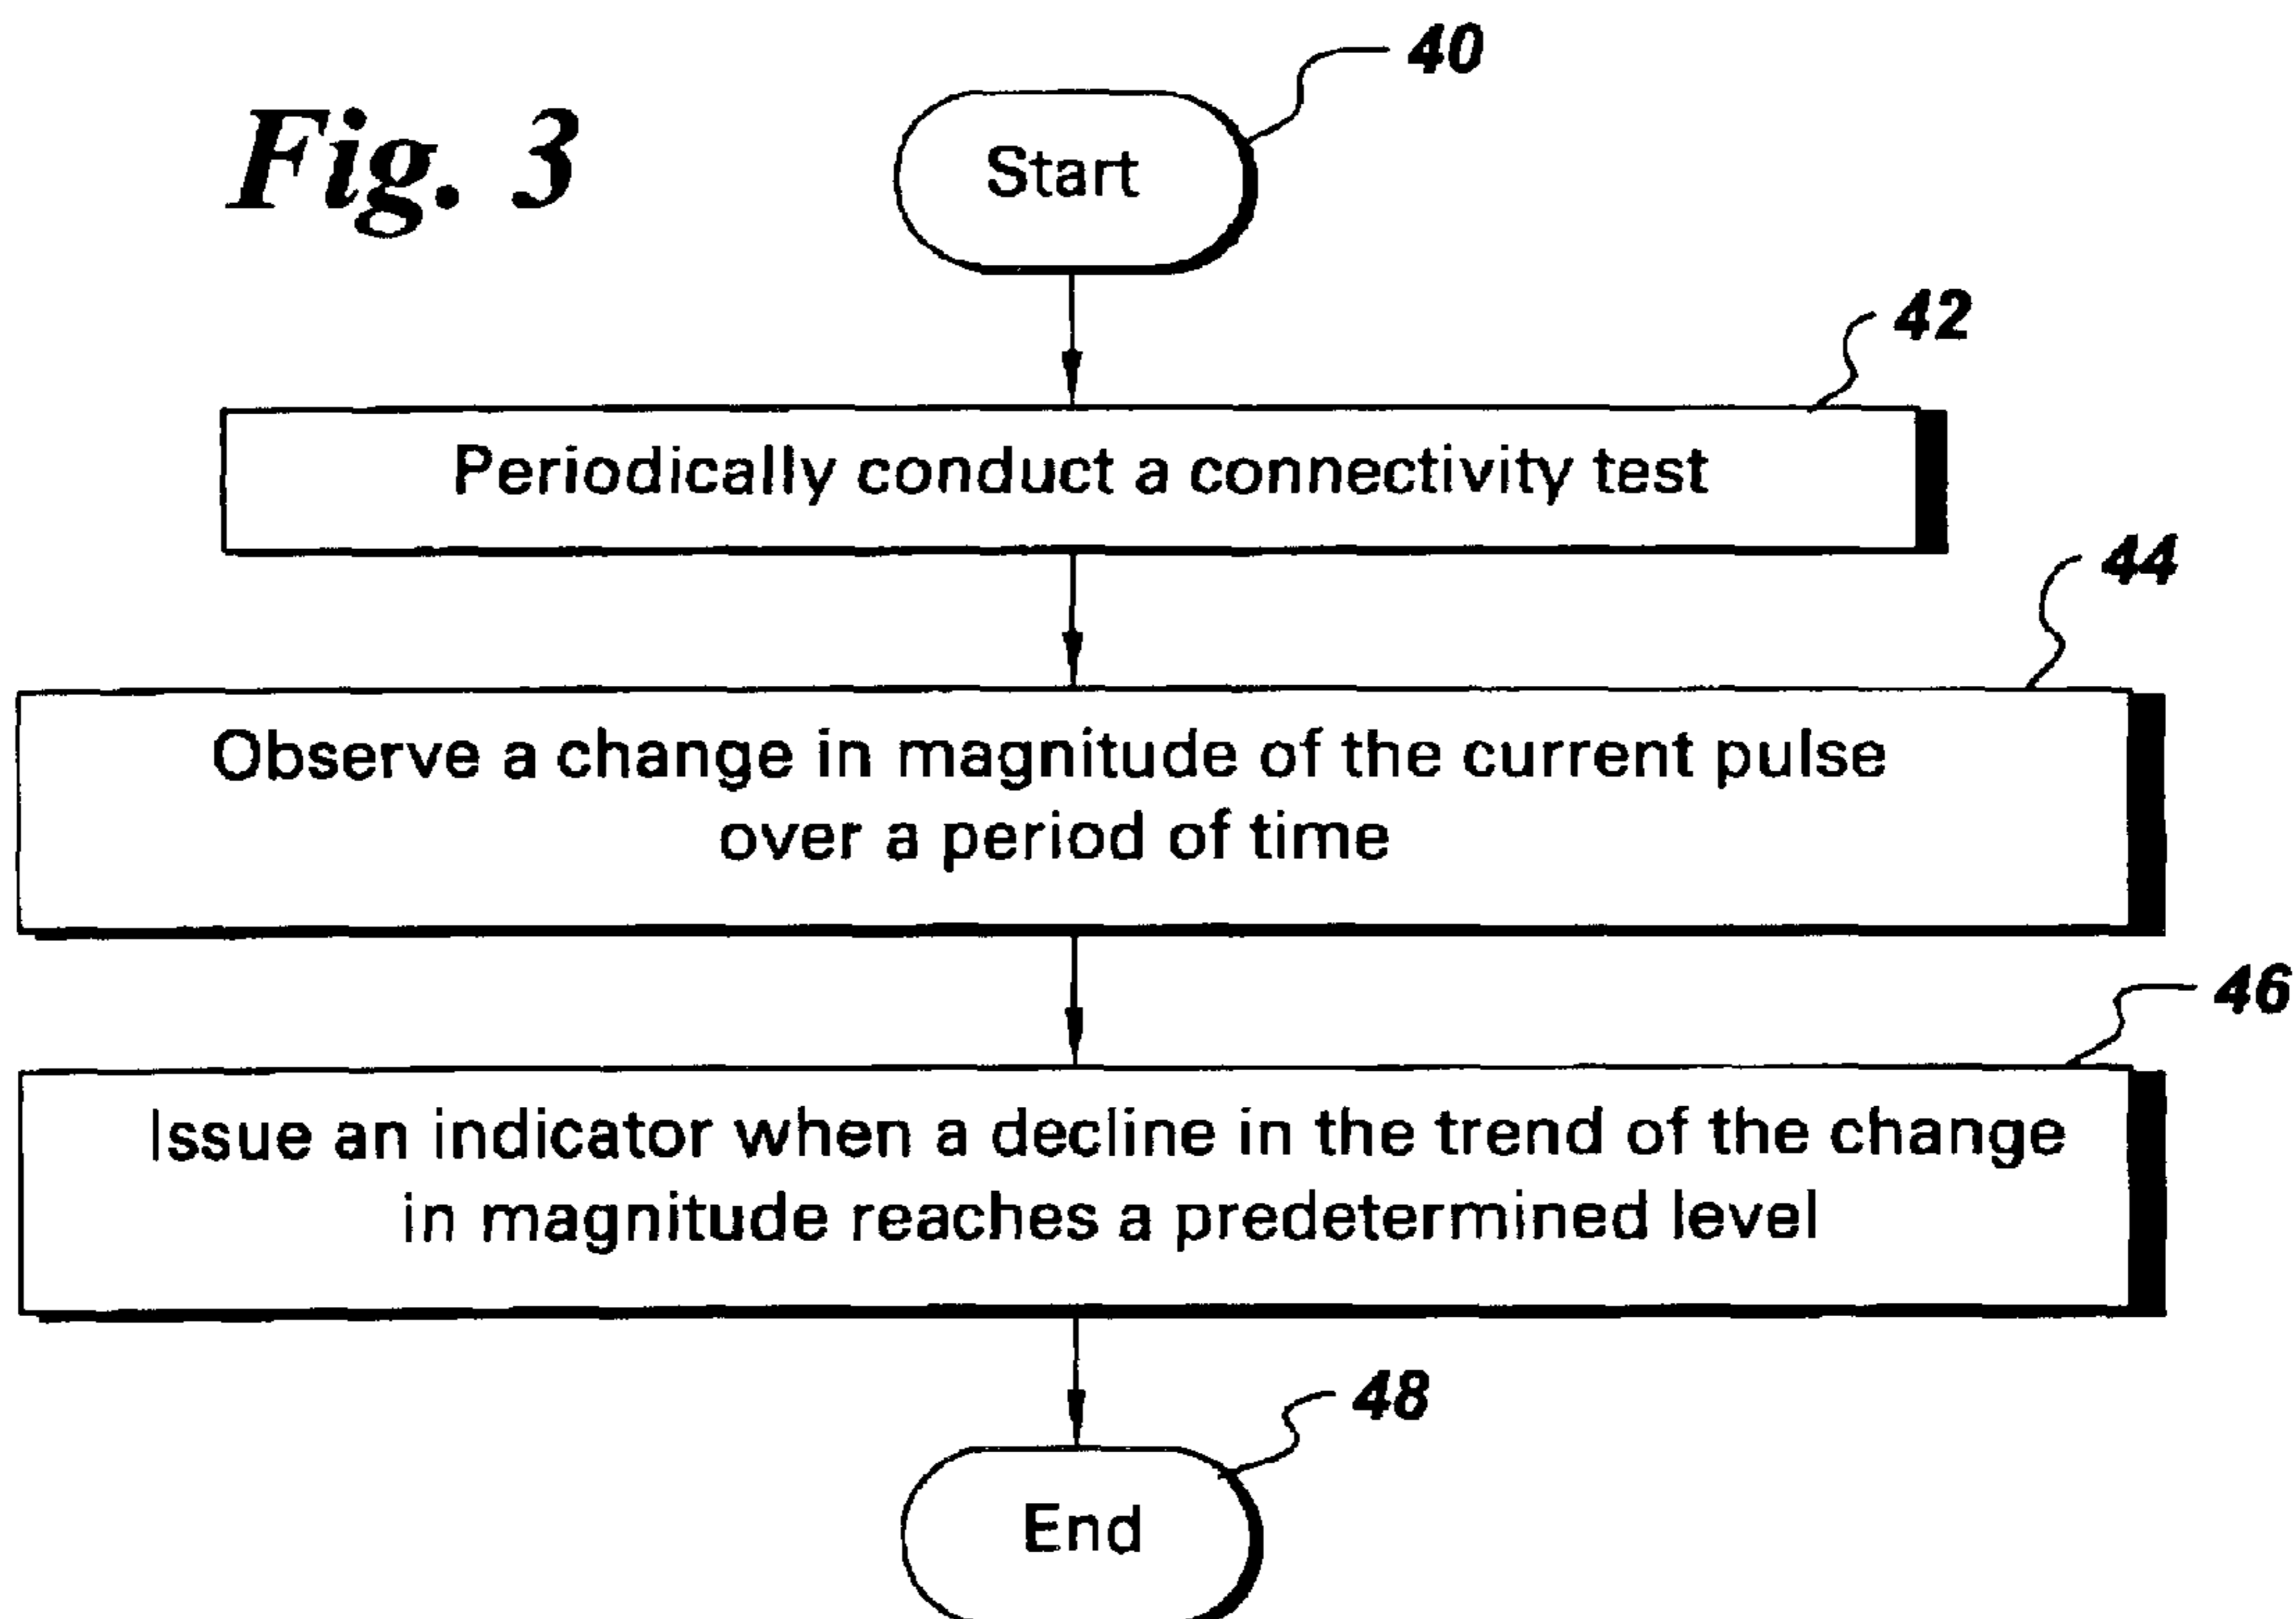 Fig. 3
40
Start
42
Periodically conduct a connectivity test
44
Observe a change in magnitude of the current pulse
over a period of time
46
Issue an indicator when a decline in the trend of the change
in magnitude reaches a predetermined level
48
End